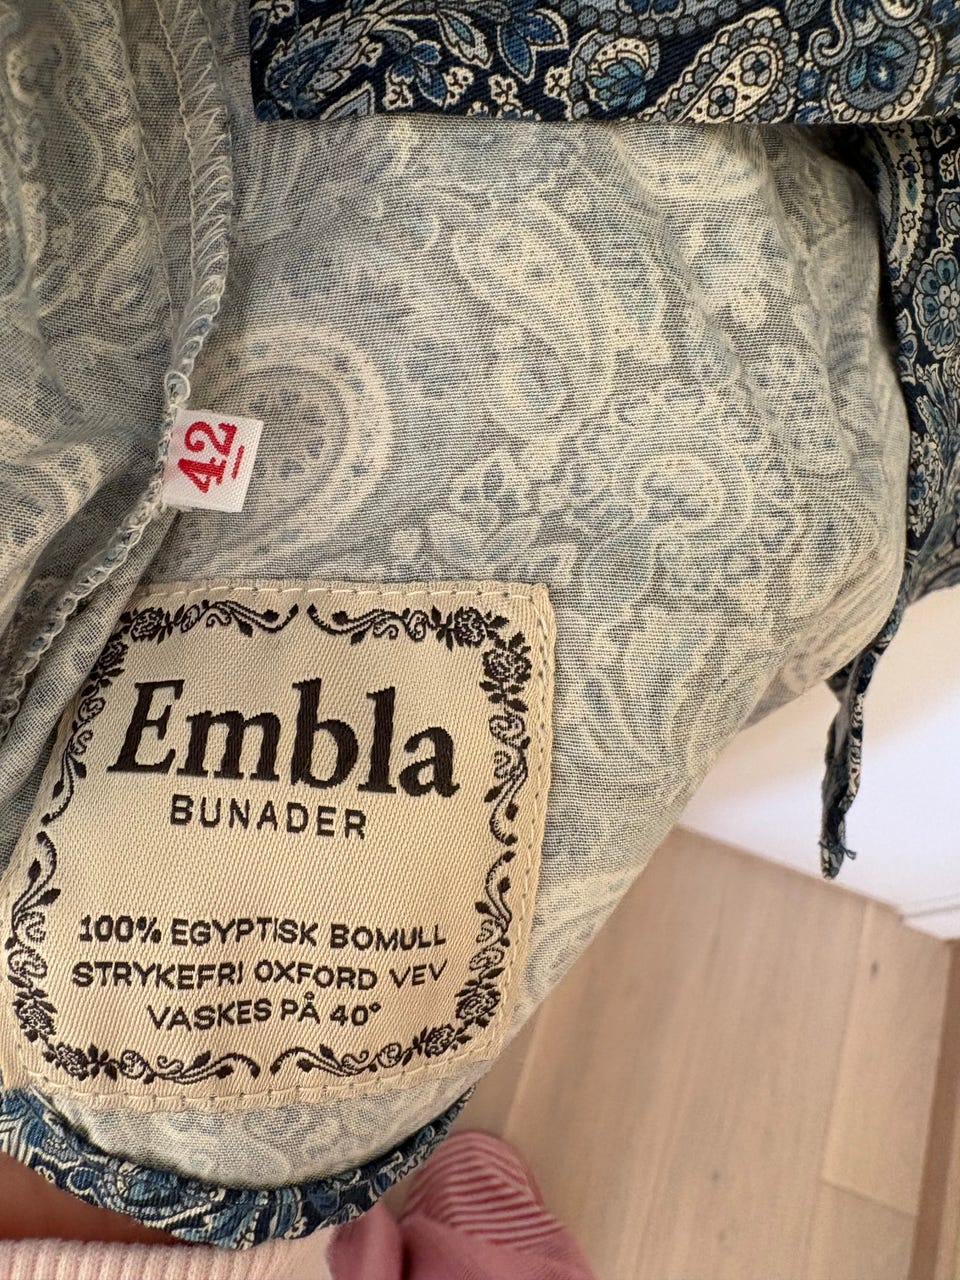 42
Embla
BUNADER
100% EGYPTISK BOMULL
STRYKEFRI OXFORD VEV
VASKES PÅ 40°